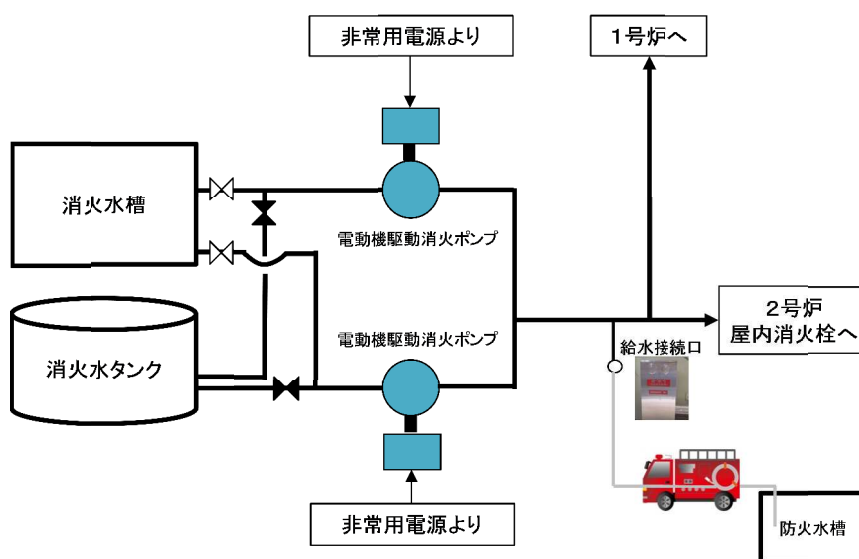 非常用電源より
1号炉へ
消火水槽
電動機駆動消火ポンプ
消火水タンク
電動機駆動消火ポンプ
2号炉
屋内消火栓へ
給水接続口
非常用電源より
防火水槽